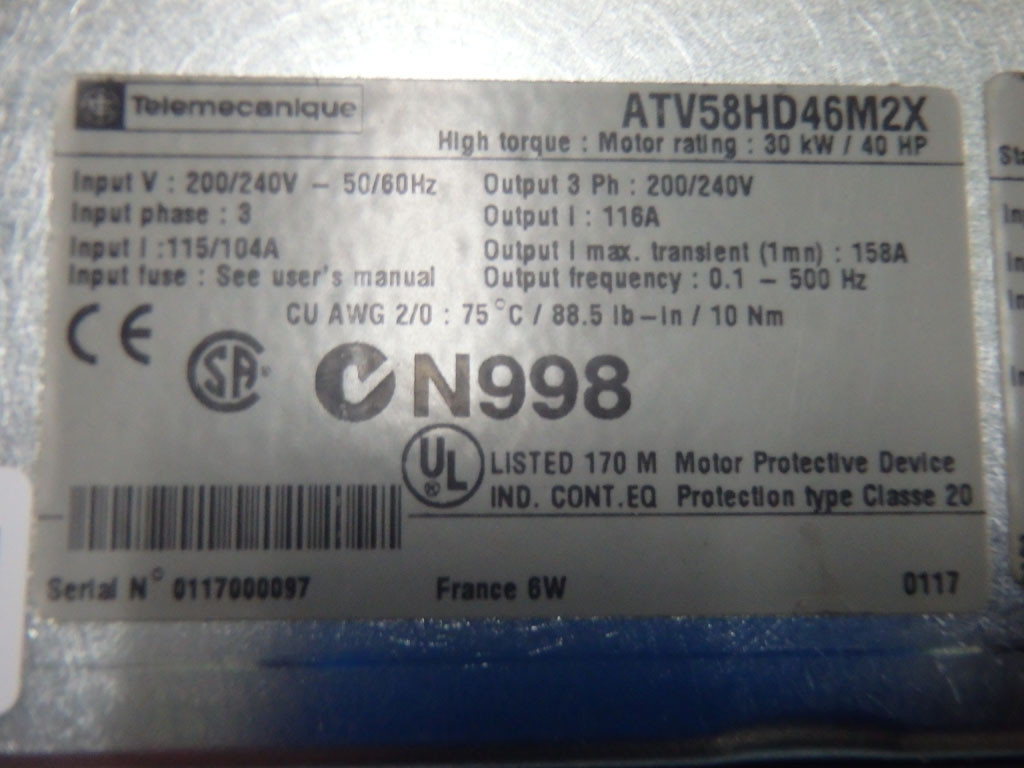 Telemecanique
ATV58HD46M2X
High torque : Motor rating : 30 kW / 40 HP
Input V : 200/240V – 50/60Hz
Output 3 Ph : 200/240V
Input phase : 3
Output I : 116A
Input I :115/104A
Output I max. transient (1mn) : 158A
Input fuse : See user's manual
Output frequency : 0.1 – 500 Hz
CU AWG 2/0 : 75°C / 88.5 lb–in / 10 Nm
CE
SA
N998
UL
LISTED 170 M Motor Protective Device
IND. CONT.EQ Protection type Classe 20
Serial N° 0117000097
France 6W
0117